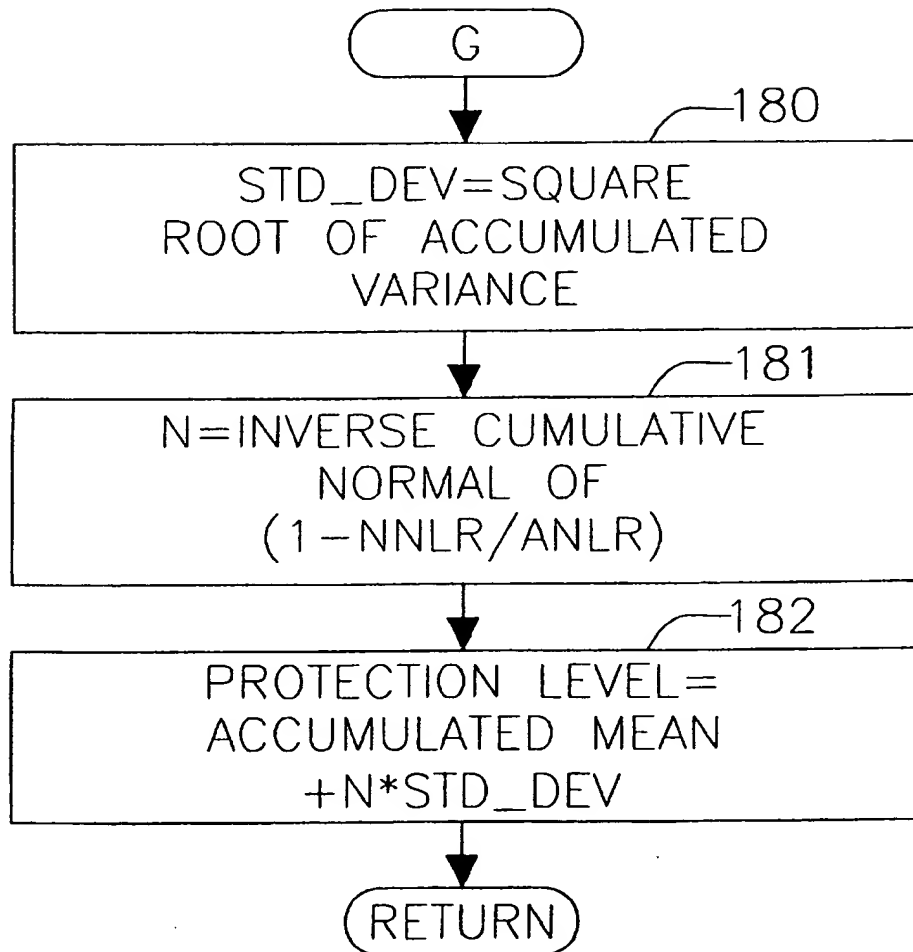 G
180
STD_DEV=SQUARE
ROOT OF ACCUMULATED
VARIANCE
181
N=INVERSE CUMULATIVE
NORMAL OF
(1-NNLR/ANLR)
182
PROTECTION LEVEL=
ACCUMULATED MEAN
+N*STD_DEV
RETURN